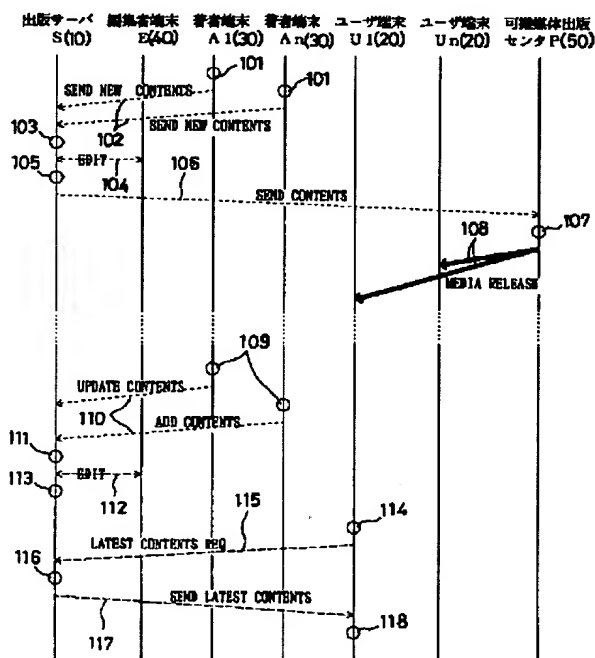 出版サーバ 編集者端末 著者端末 著者端末 ユーザ端末 ユーザ端末 可搬媒体出版
S(10) E(40) A1(30) An(30) U1(20) Un(20) センタP(50)
101
101
SEND NEW CONTENTS
102
SEND NEW CONTENTS
103
EDIT
105
104
106
SEND CONTENTS
107
108
MEDIA RELEASE
109
UPDATE CONTENTS
110
ADD CONTENTS
111
EDIT
113
112
115
114
LATEST CONTENTS REQ
116
SEND LATEST CONTENTS
117
118